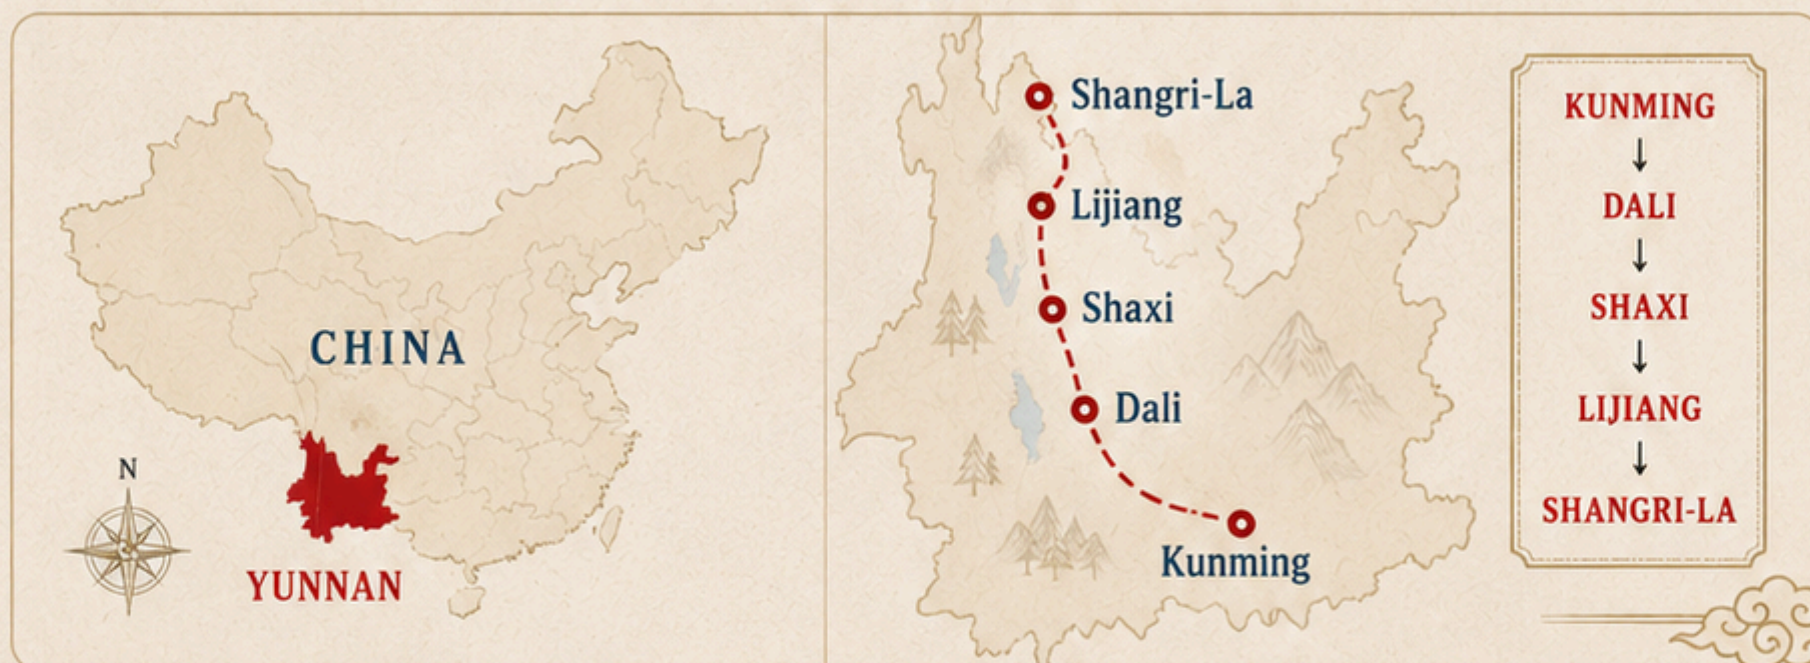 CHINA
N
YUNNAN
Shangri-La
Lijiang
Shaxi
Dali
Kunming
KUNMING
↓
DALI
↓
SHAXI
↓
LIJIANG
↓
SHANGRI-LA